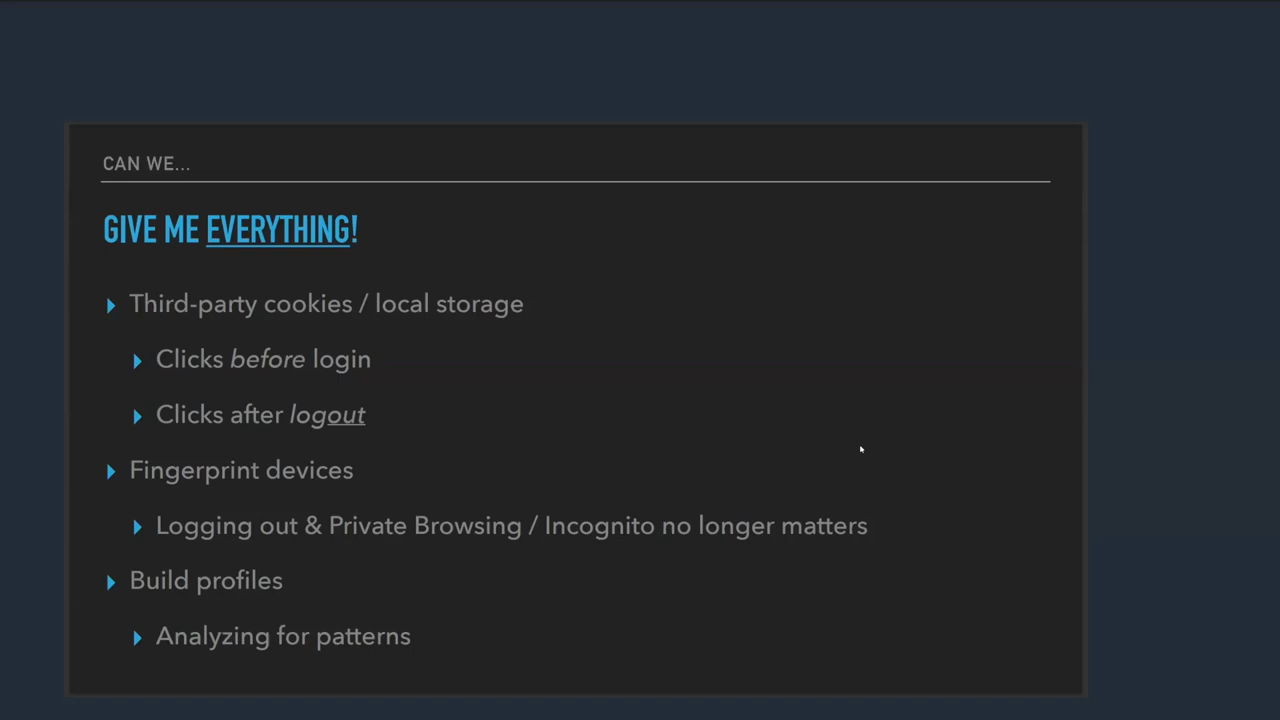 CAN WE...
GIVE ME EVERYTHING!
Third-party cookies / local storage
Clicks before login
Clicks after logout
Fingerprint devices
Logging out & Private Browsing / Incognito no longer matters
Build profiles
Analyzing for patterns